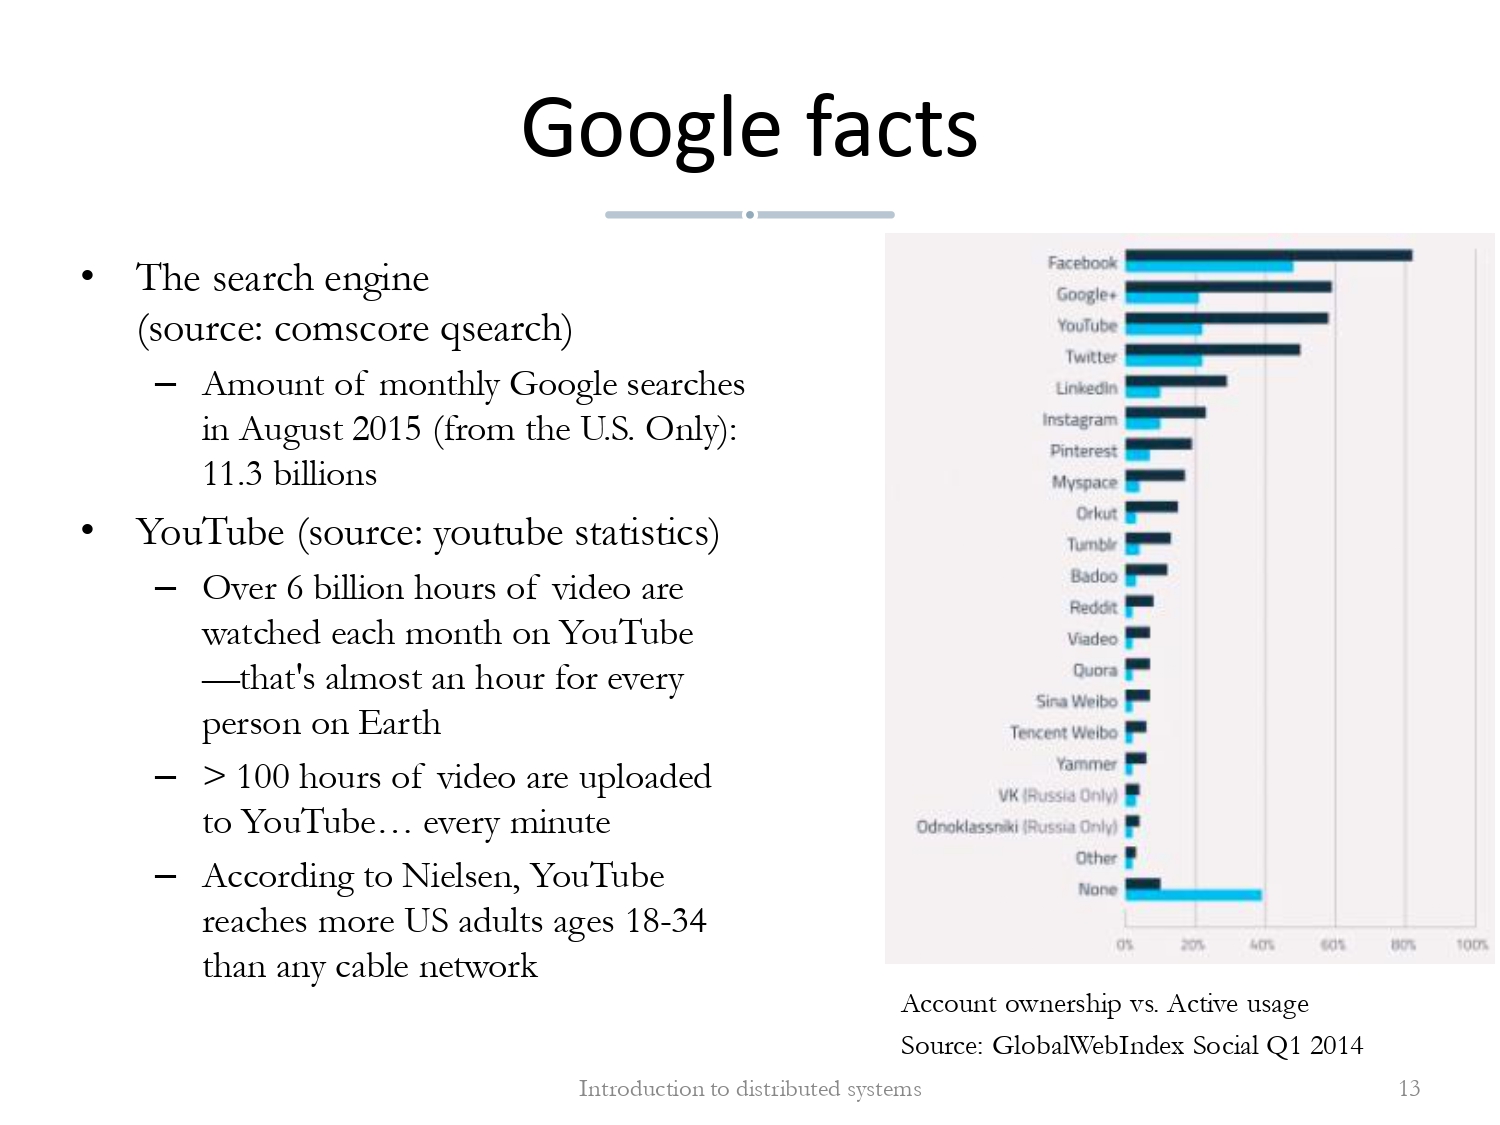 Google facts
• The search engine
(source: comscore qsearch)
– Amount of monthly Google searches
in August 2015 (from the U.S. Only):
11.3 billions
• YouTube (source: youtube statistics)
– Over 6 billion hours of video are
watched each month on YouTube
—that's almost an hour for every
person on Earth
– > 100 hours of video are uploaded
to YouTube… every minute
– According to Nielsen, YouTube
reaches more US adults ages 18-34
than any cable network
Facebook
Google+
YouTube
Twitter
LinkedIn
Instagram
Pinterest
Myspace
Orkut
Tumblr
Badoo
Reddit
Viadeo
Quora
Sina Weibo
Tencent Weibo
Yammer
VK (Russia Only)
Odnoklassniki (Russia Only)
Other
None
0% 20% 40% 60% 80% 100%
Account ownership vs. Active usage
Source: GlobalWebIndex Social Q1 2014
Introduction to distributed systems
13